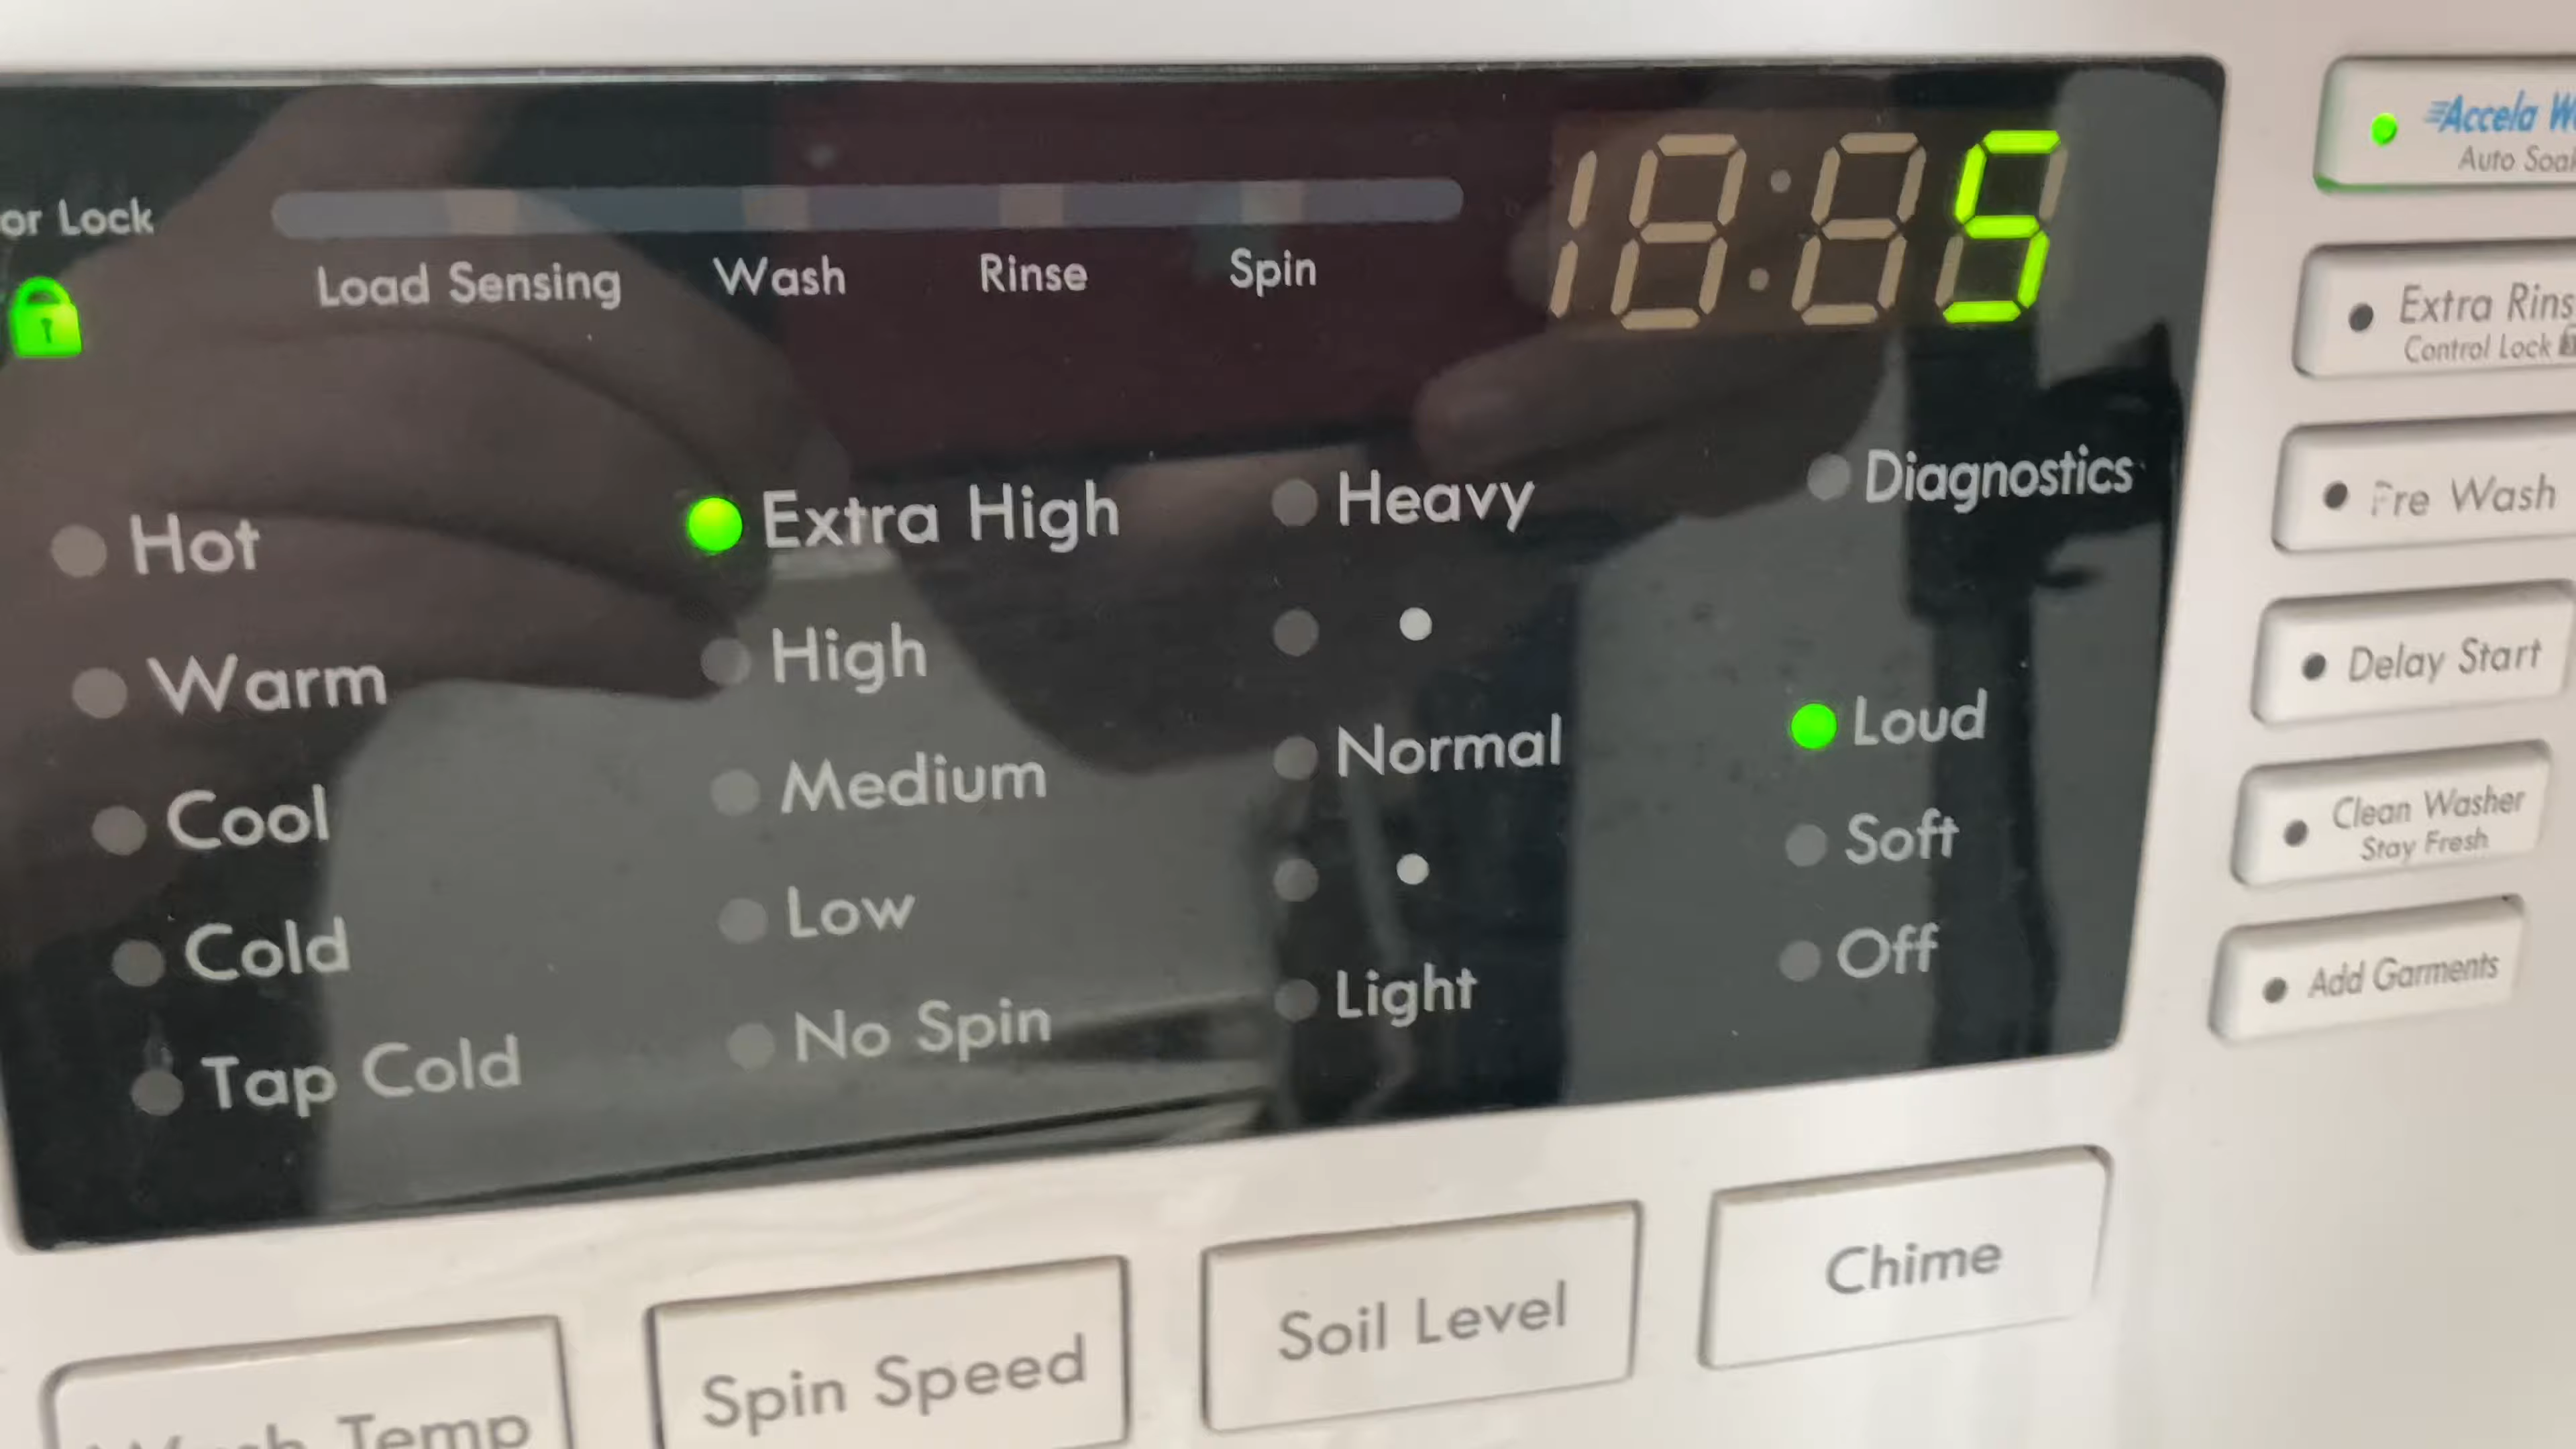 or Lock
Load Sensing
Wash
Rinse
Spin
5
Accela
Auto
Hot
Warm
Cool
Cold
Tap Cold
Extra High
High
Medium
Low
No Spin
Heavy
Normal
Light
Diagnostics
Loud
Soft
Off
Extra
Control Lock
Pre Wash
Delay Start
Clean Washer
Stay Fresh
Add Garments
Temp
Spin Speed
Soil Level
Chime